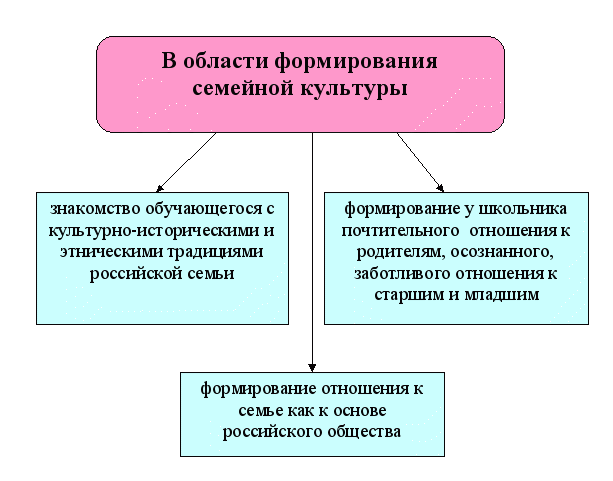 В области формирования
семейной культуры
знакомство обучающегося с
культурно-историческими и
этническими традициями
российской семьи
формирование у школьника
почтительного отношения к
родителям, осознанного,
заботливого отношения к
старшим и младшим
формирование отношения к
семье как к основе
российского общества